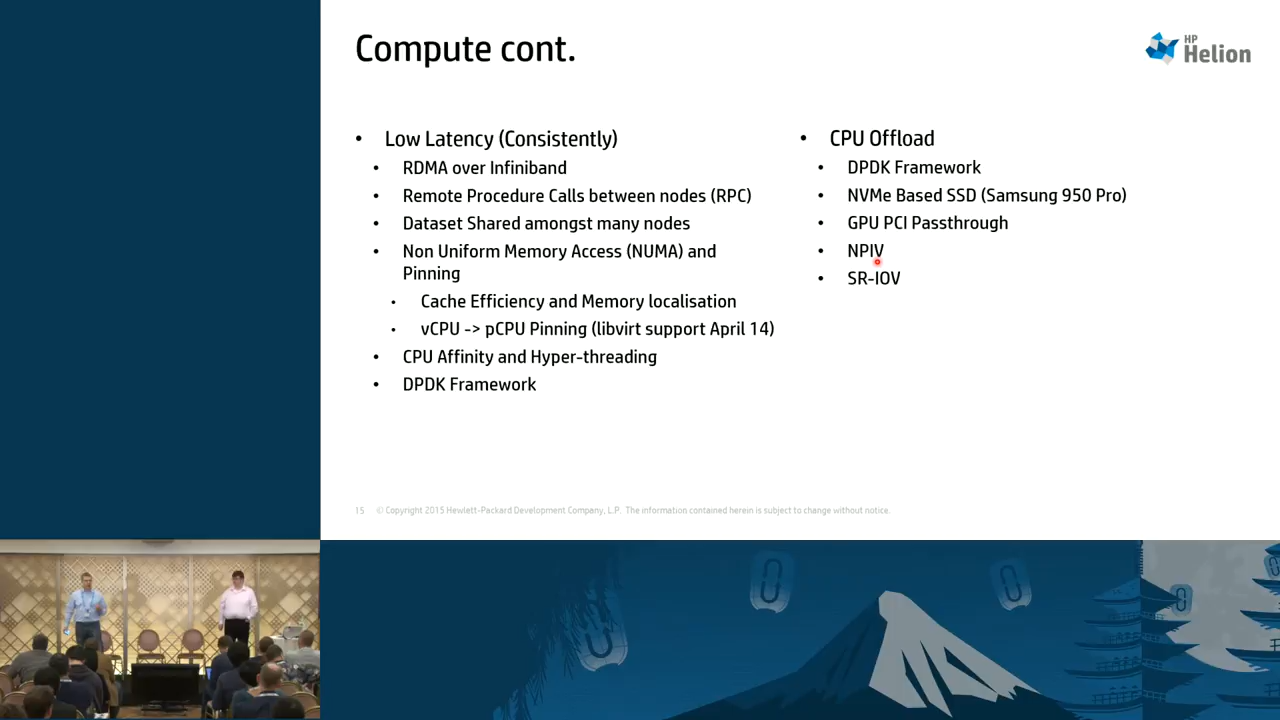 Compute cont.
HP
Helion
• Low Latency (Consistently)
• RDMA over Infiniband
• Remote Procedure Calls between nodes (RPC)
• Dataset Shared amongst many nodes
• Non Uniform Memory Access (NUMA) and
Pinning
• Cache Efficiency and Memory localisation
• vCPU -> pCPU Pinning (libvirt support April 14)
• CPU Affinity and Hyper-threading
• DPDK Framework
• CPU Offload
• DPDK Framework
• NVMe Based SSD (Samsung 950 Pro)
• GPU PCI Passthrough
• NPIV
• SR-IOV
15 © Copyright 2015 Hewlett-Packard Development Company, L.P. The information contained herein is subject to change without notice.